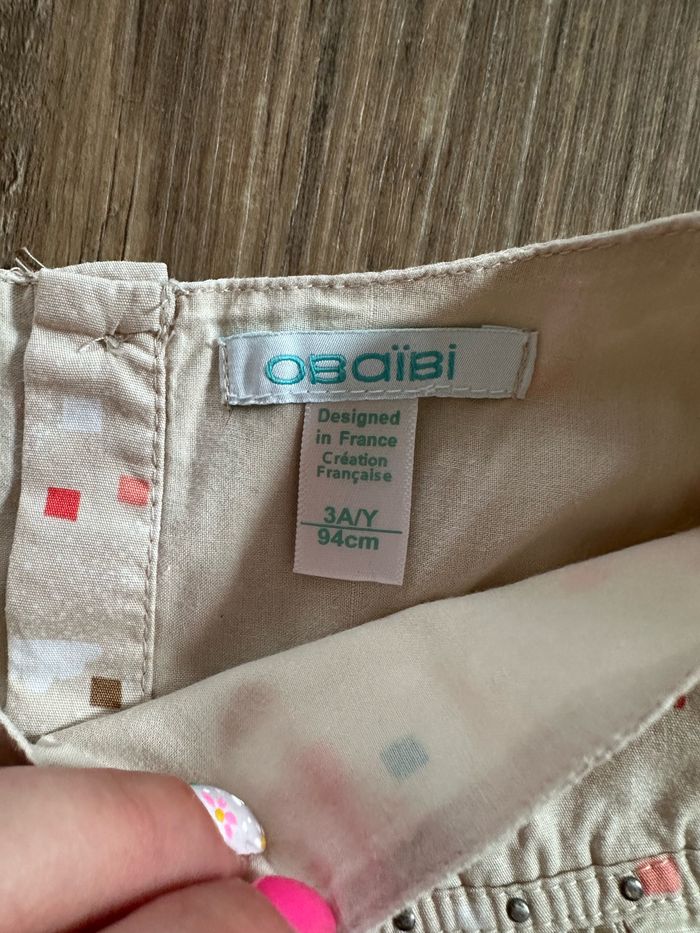 OBaïBi
Designed
in France
Création
Française
3A/Y
94cm